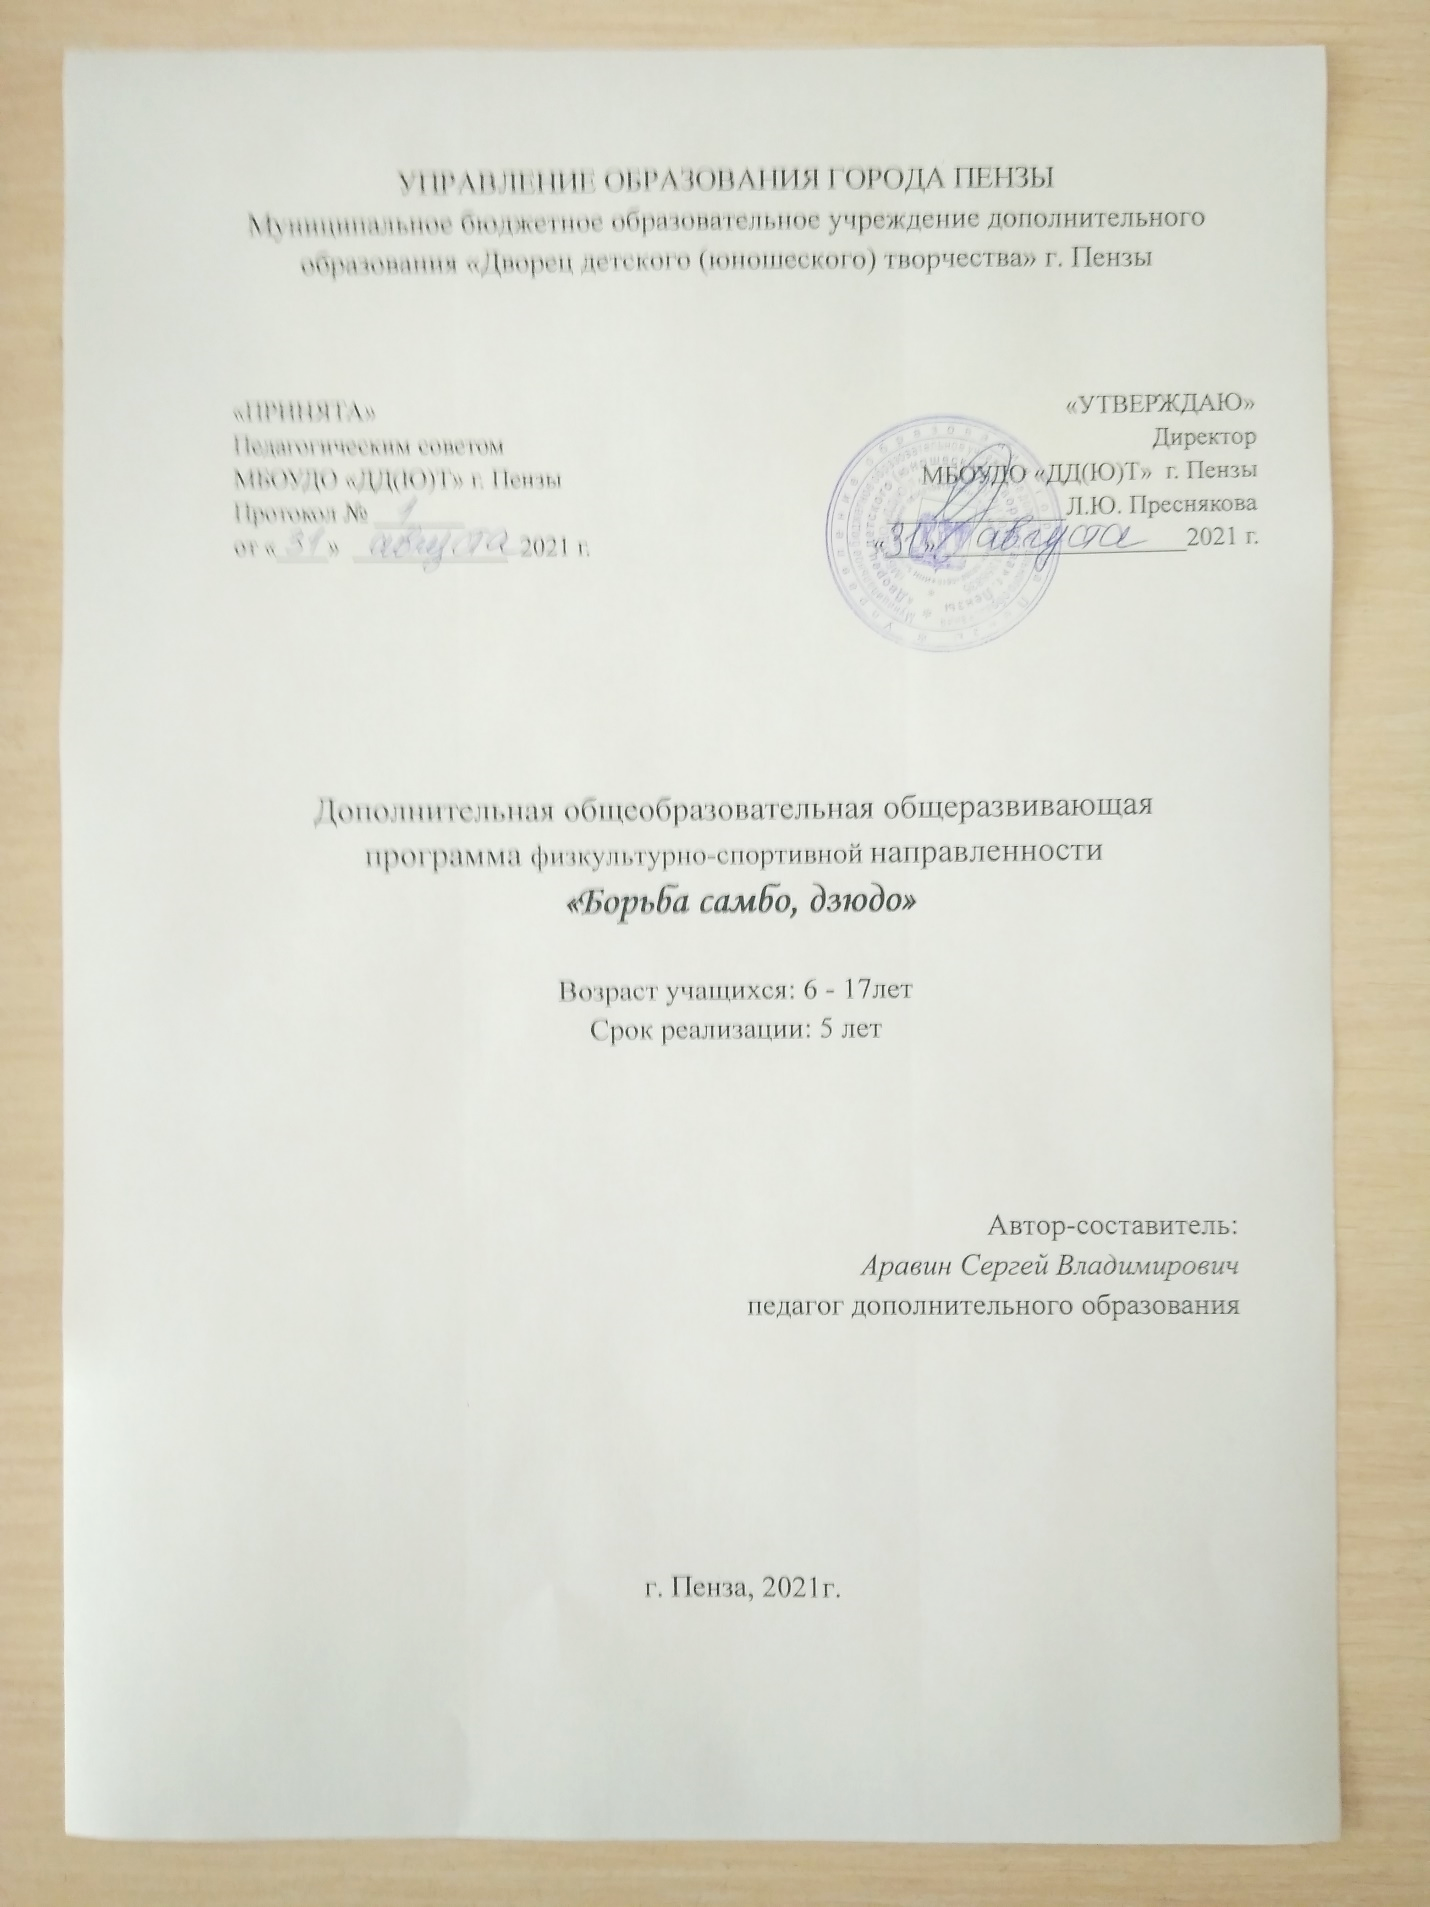 УПРАВЛЕНИЕ ОБРАЗОВАНИЯ ГОРОДА ПЕНЗЫ
Муниципальное бюджетное образовательное учреждение дополнительного
образования «Дворец детского (юношеского) творчества» г. Пензы
«ПРИНЯТА»
Педагогическим советом
МБОУДО «ДД(Ю)Т» г. Пензы
Протокол № 1
от «31» августа 2021 г.
«УТВЕРЖДАЮ»
Директор
МБОУДО «ДД(Ю)Т» г. Пензы
Л.Ю. Преснякова
«31» августа 2021 г.
Дополнительная общеобразовательная общеразвивающая
программа физкультурно-спортивной направленности
«Борьба самбо, дзюдо»
Возраст учащихся: 6 - 17лет
Срок реализации: 5 лет
Автор-составитель:
Аравин Сергей Владимирович
педагог дополнительного образования
г. Пенза, 2021г.